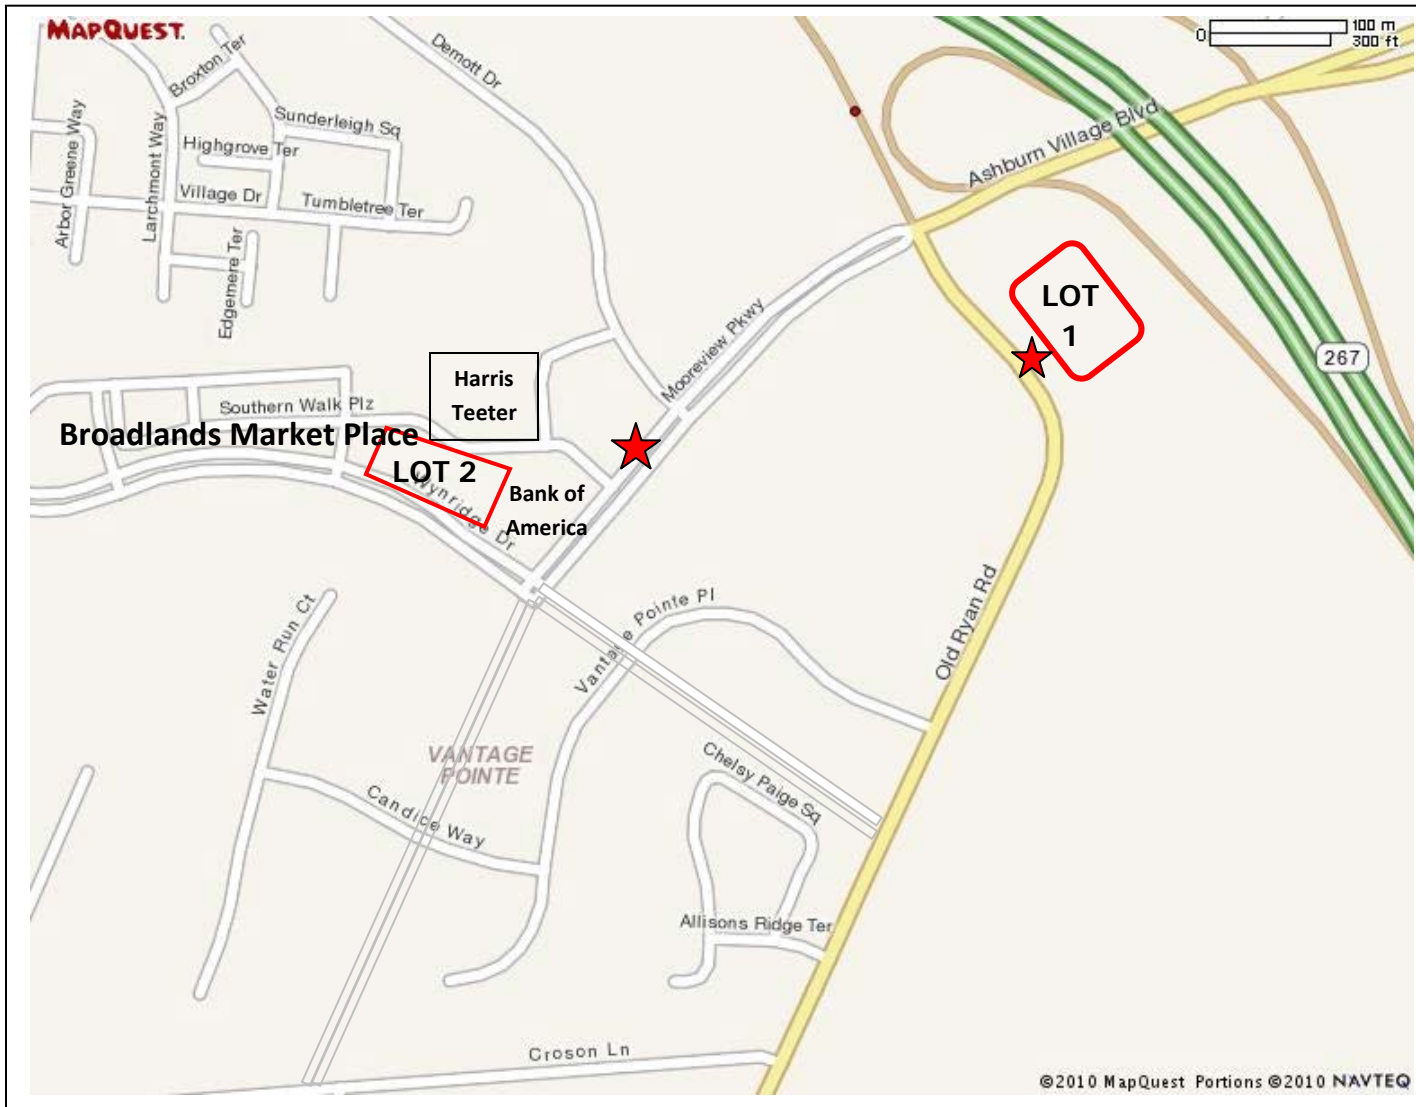 MAPQUEST.
0
100 m
300 ft
Demott Dr
Broxton Ter
Sunderleigh Sq
Arbor Greene Way
Larchmont Way
Highgrove Ter
Village Dr
Tumbletree Ter
Edgemere Ter
Ashburn Village Blvd
LOT
1
267
Mooreview Pkwy
Harris
Teeter
Southern Walk Plz
Broadlands Market Place
LOT 2
Wynridge Dr
Bank of
America
Water Run Ct
Vantage Pointe Pl
Old Ryan Rd
VANTAGE
POINTE
Chelsy Paige Sq
Candice Way
Allisons Ridge Ter
Croson Ln
©2010 MapQuest Portions ©2010 NAVTEQ